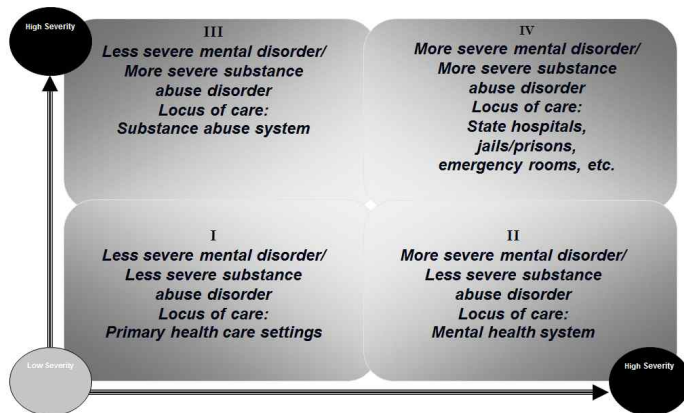 High Severity
III
Less severe mental disorder/
More severe substance
abuse disorder
Locus of care:
Substance abuse system
IV
More severe mental disorder/
More severe substance
abuse disorder
Locus of care:
State hospitals,
jails/prisons,
emergency rooms, etc.
I
Less severe mental disorder/
Less severe substance
abuse disorder
Locus of care:
Primary health care settings
II
More severe mental disorder/
Less severe substance
abuse disorder
Locus of care:
Mental health system
Low Severity
High Severity